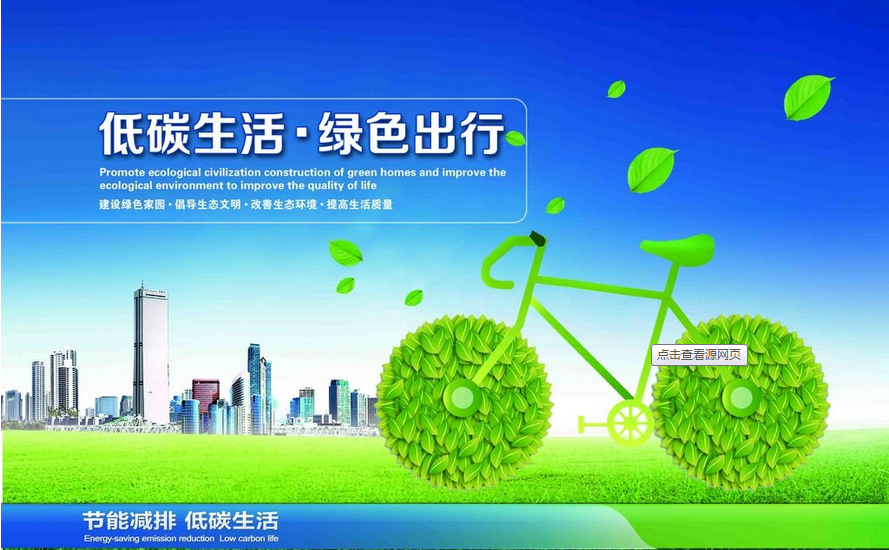 低碳生活·绿色出行
Promote ecological civilization construction of green homes and improve the
ecological environment to improve the quality of life
建设绿色家园·倡导生态文明·改善生态环境·提高生活质量
点击查看源网页
节能减排 低碳生活
Energy-saving emission reduction Low carbon life